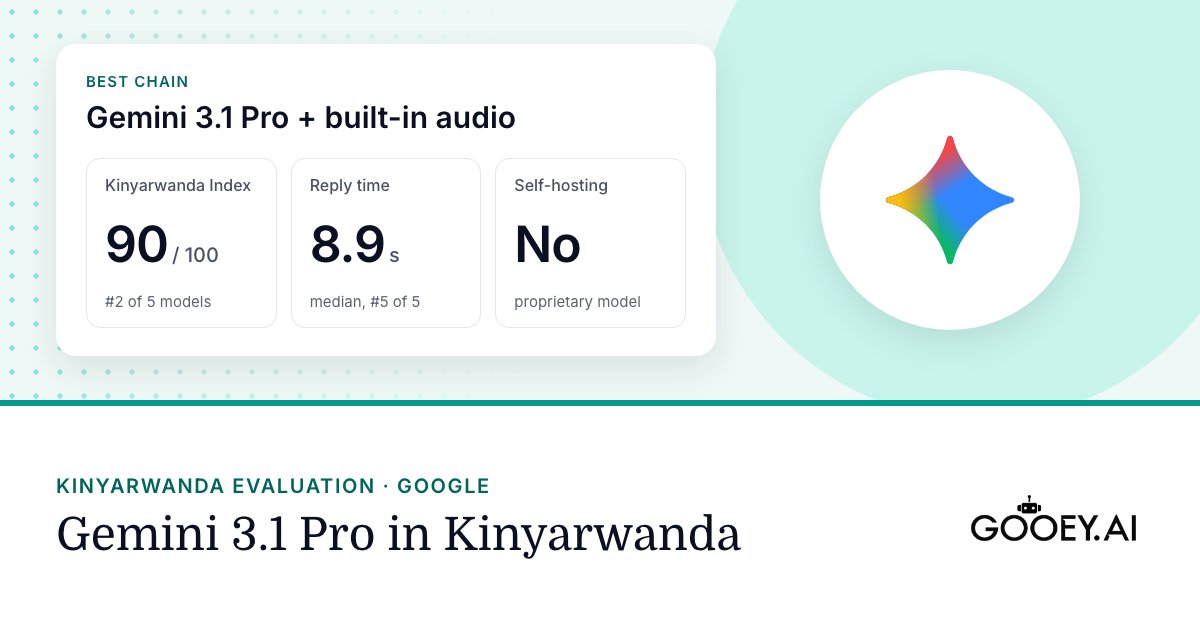 BEST CHAIN
Gemini 3.1 Pro + built-in audio
Kinyarwanda Index
90 / 100
#2 of 5 models
Reply time
8.9 s
median, #5 of 5
Self-hosting
No
proprietary model
KINYARWANDA EVALUATION · GOOGLE
Gemini 3.1 Pro in Kinyarwanda
GOOEY.AI